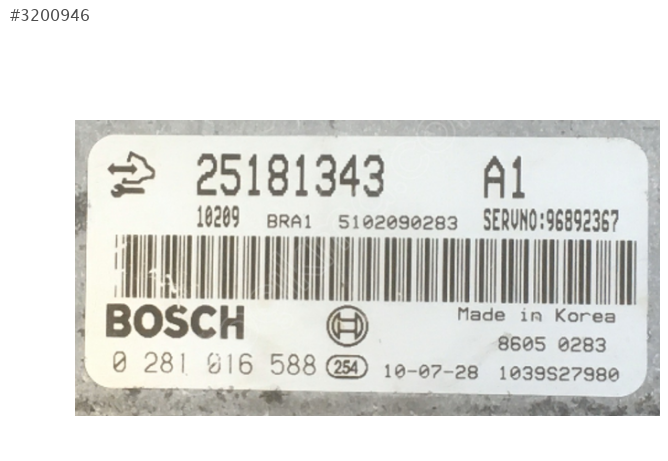 #3200946
25181343 A1
10209 BRA1 5102090283 SERVNO:96892367
BOSCH Made in Korea
8605 0283
0 281 016 588 254 10-07-28 1039S27980